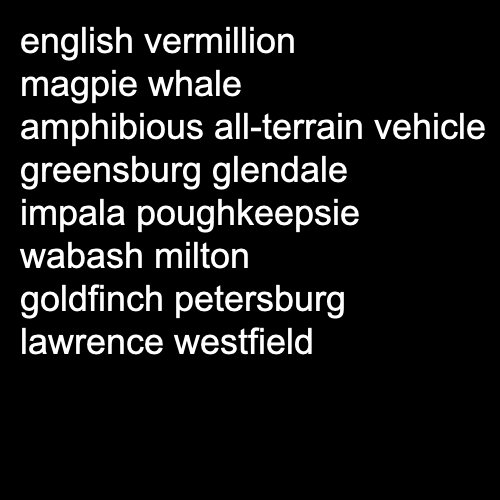 english vermillion
magpie whale
amphibious all-terrain vehicle
greensburg glendale
impala poughkeepsie
wabash milton
goldfinch petersburg
lawrence westfield